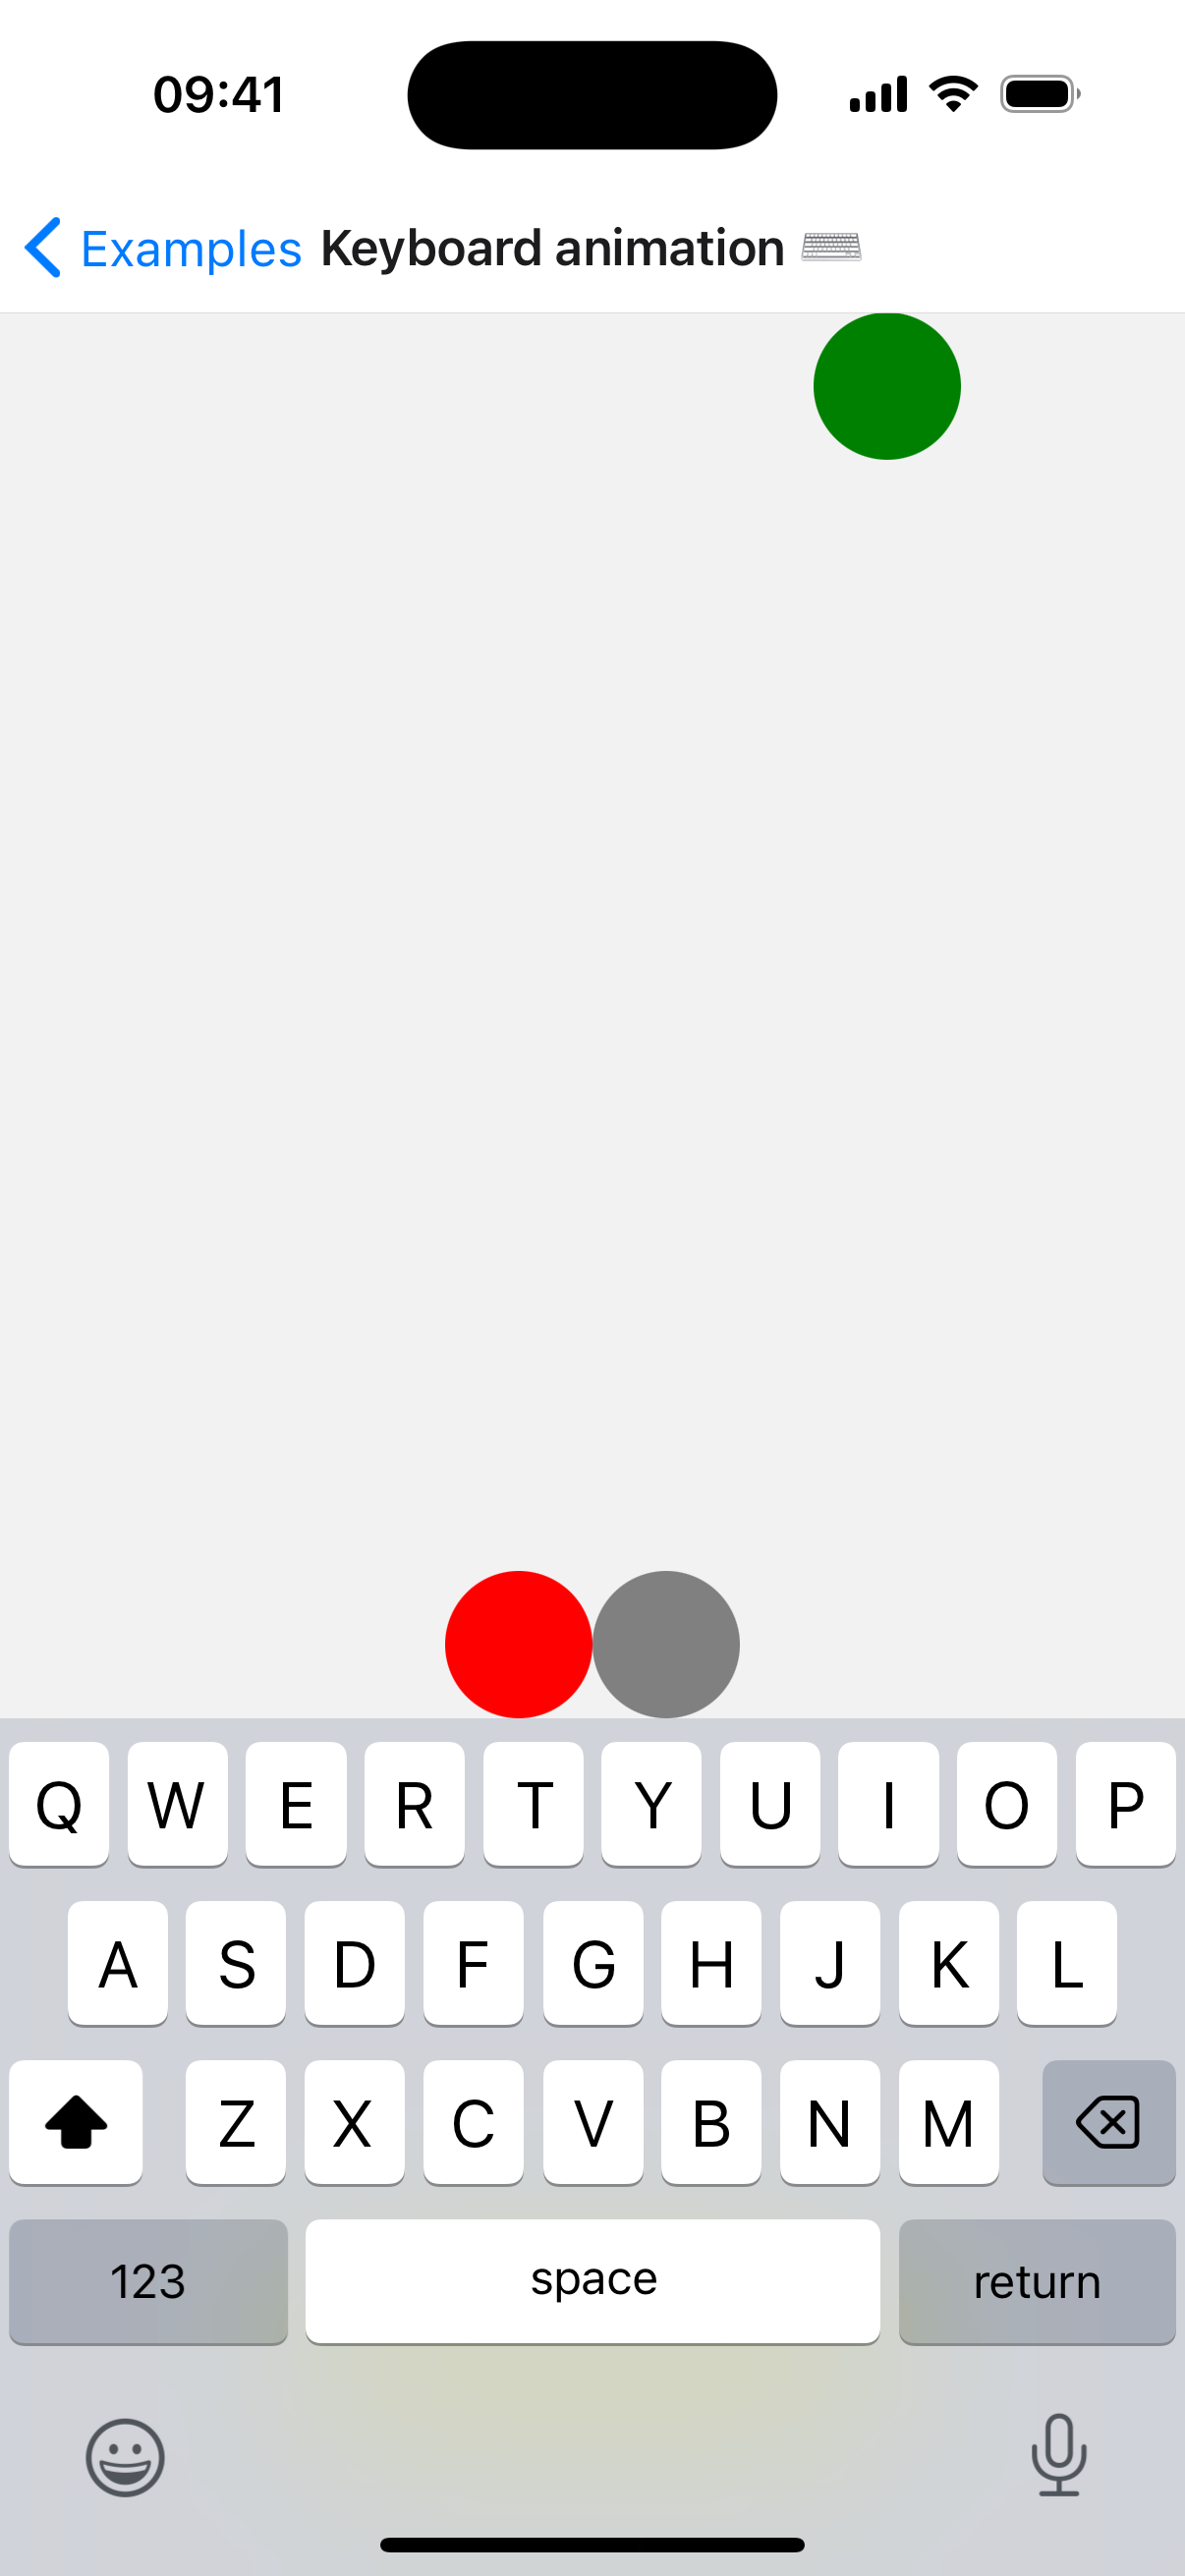 09:41
Examples Keyboard animation ⌨
Q W E R T Y U I O P
A S D F G H J K L
Z X C V B N M
123 space return